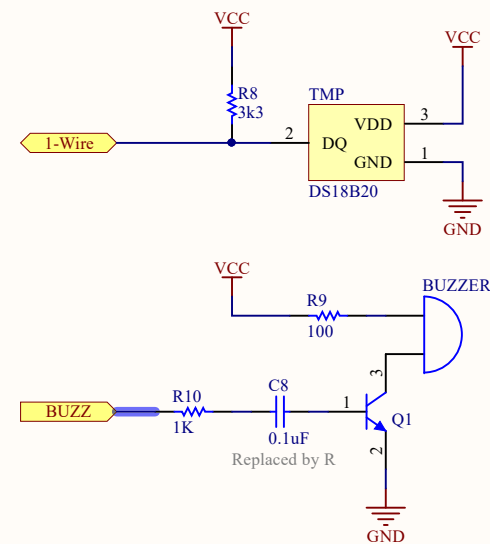 VCC
VCC
R8
3k3
TMP
1-Wire
2
DQ
VDD
3
GND
1
DS18B20
GND
VCC
BUZZER
R9
100
3
BUZZ
R10
1K
C8
0.1uF
1
Q1
Replaced by R
2
GND